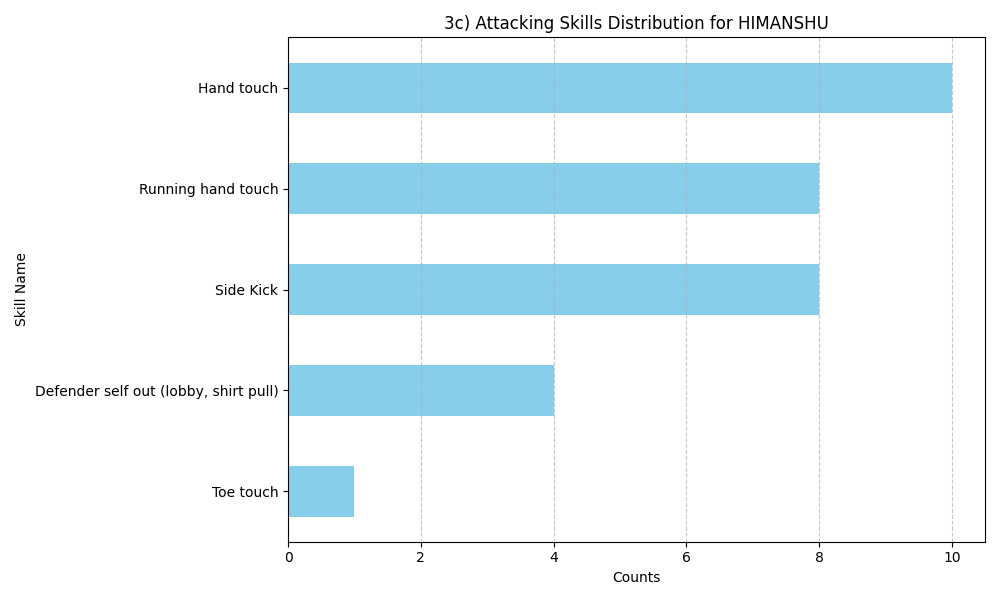 3c) Attacking Skills Distribution for HIMANSHU
Hand touch
Running hand touch
Side Kick
Defender self out (lobby, shirt pull)
Toe touch
Skill Name
0 2 4 6 8 10
Counts